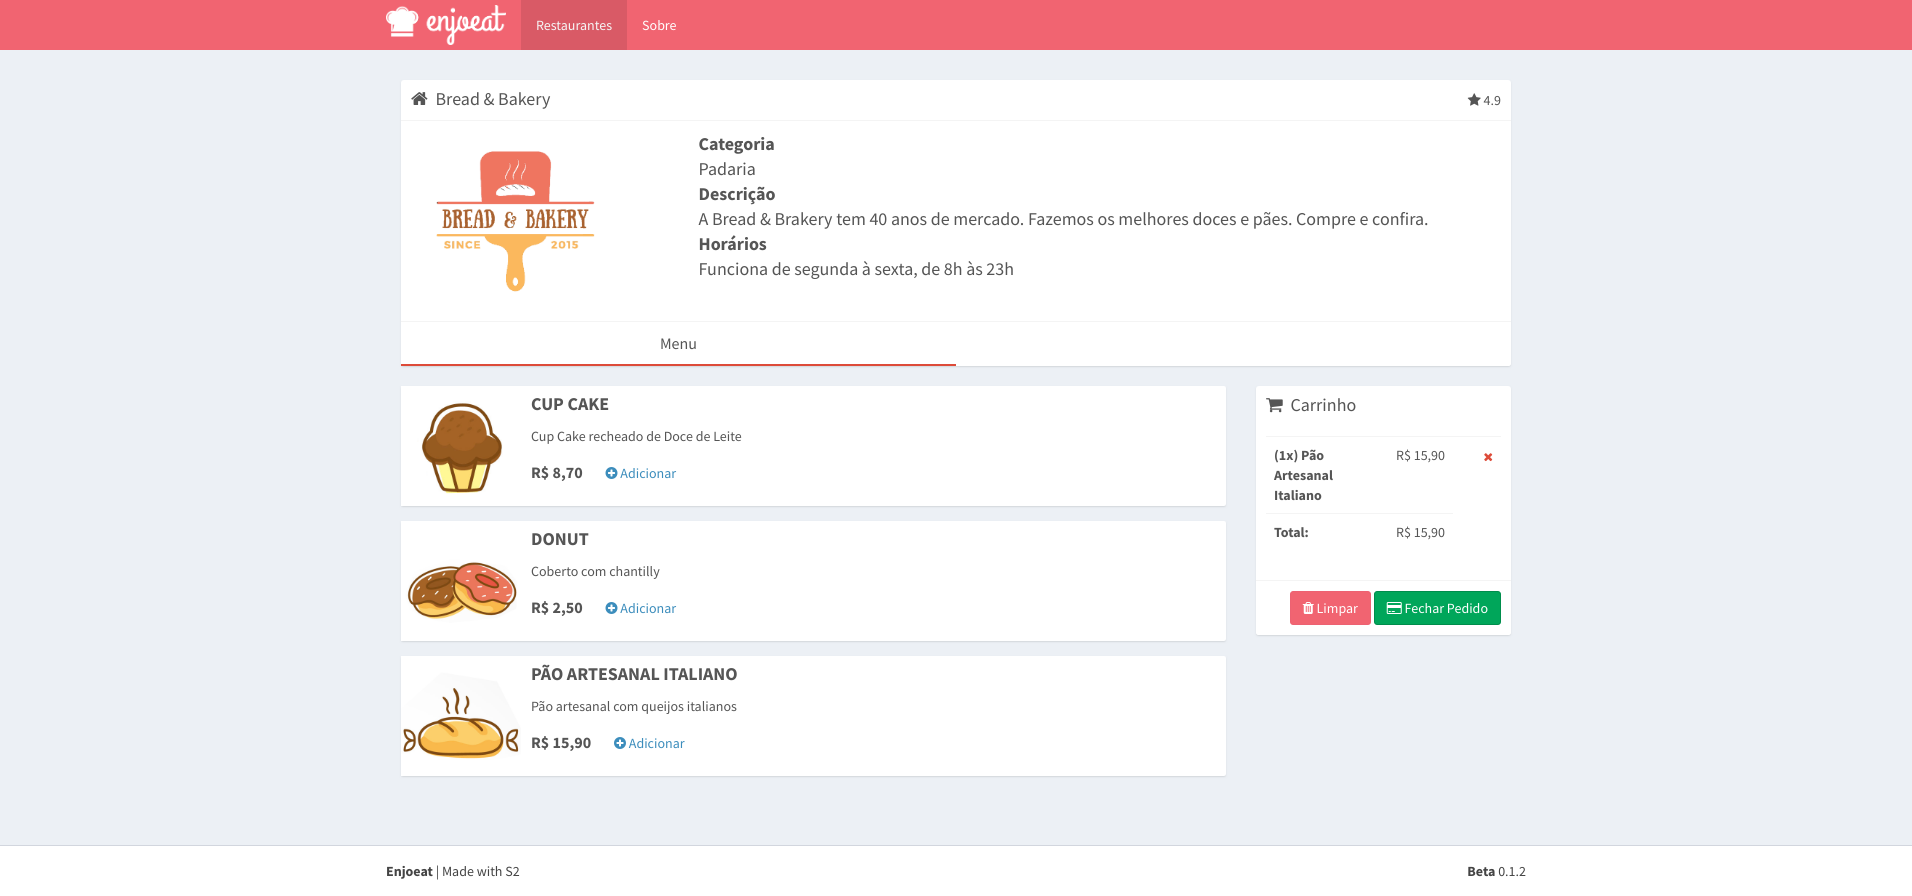 enjoeat
Restaurantes
Sobre
Bread & Bakery
4.9
BREAD & BAKERY
SINCE 2015
Categoria
Padaria
Descrição
A Bread & Brakery tem 40 anos de mercado. Fazemos os melhores doces e pães. Compre e confira.
Horários
Funciona de segunda à sexta, de 8h às 23h
Menu
CUP CAKE
Cup Cake recheado de Doce de Leite
R$ 8,70 Adicionar
DONUT
Coberto com chantilly
R$ 2,50 Adicionar
PÃO ARTESANAL ITALIANO
Pão artesanal com queijos italianos
R$ 15,90 Adicionar
Carrinho
(1x) Pão R$ 15,90
Artesanal
Italiano
Total: R$ 15,90
Limpar Fechar Pedido
Enjoeat | Made with S2
Beta 0.1.2